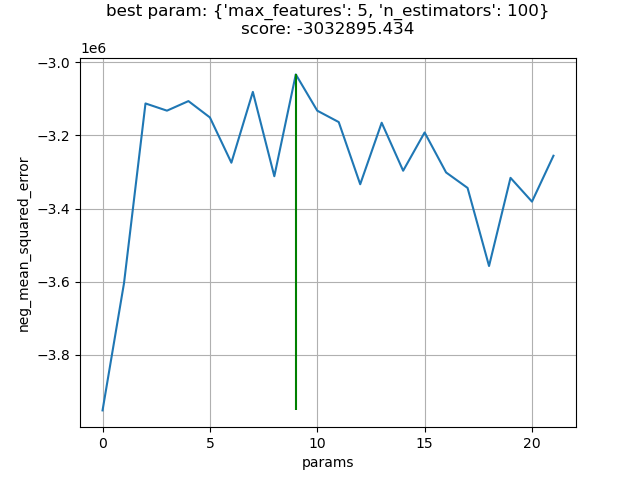 best param: {'max_features': 5, 'n_estimators': 100}
score: -3032895.434
1e6
−3.0
−3.2
−3.4
−3.6
−3.8
neg_mean_squared_error
0 5 10 15 20
params